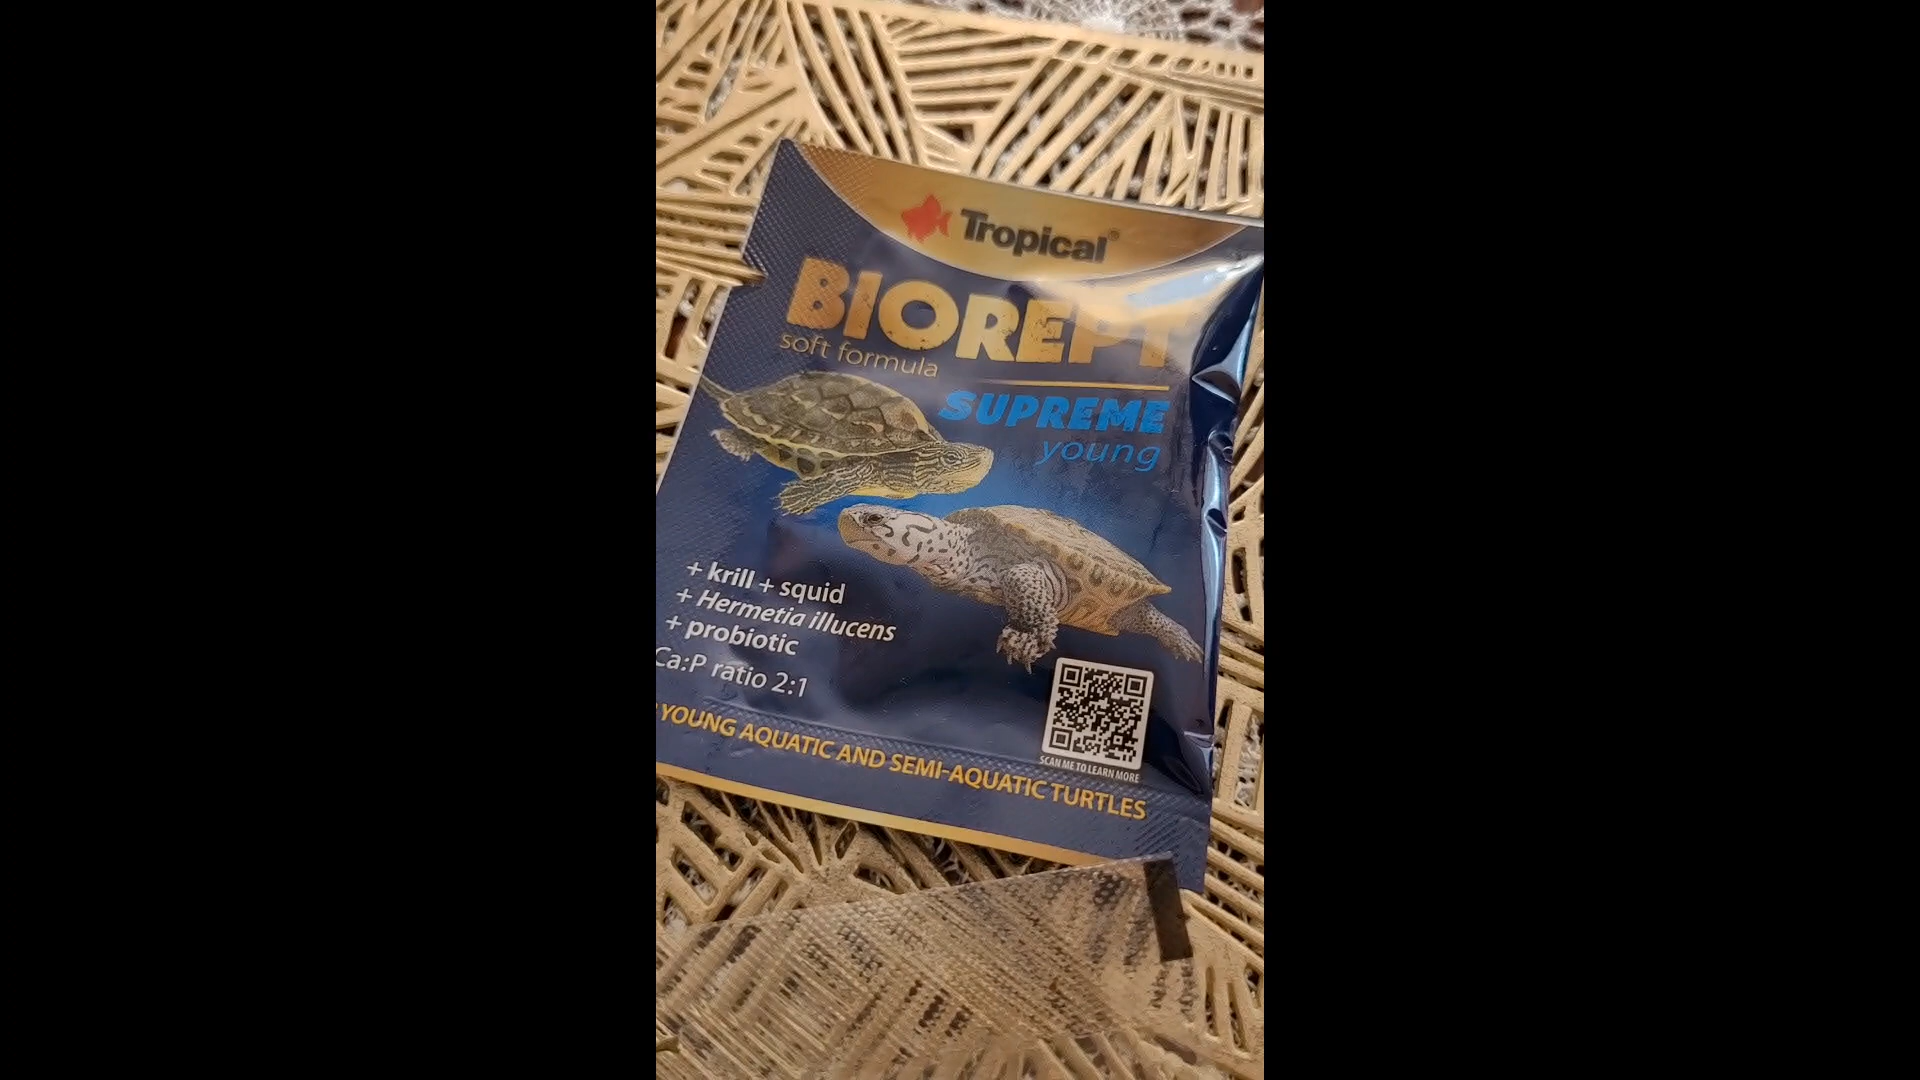 Tropical®
BIOREPT
soft formula
SUPREME
young
+ krill + squid
+ Hermetia illucens
+ probiotic
Ca:P ratio 2:1
YOUNG AQUATIC AND SEMI-AQUATIC TURTLES
SCAN ME TO LEARN MORE